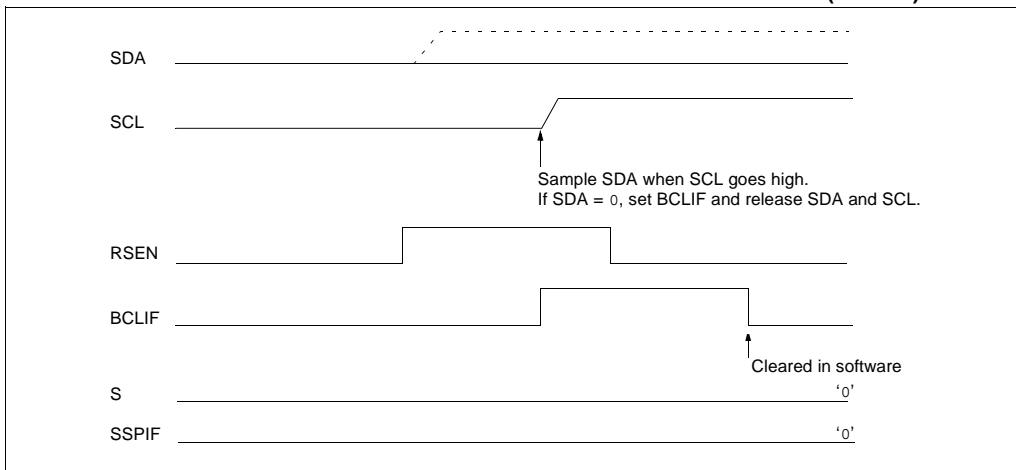 SDA
SCL
Sample SDA when SCL goes high.
If SDA = 0, set BCLIF and release SDA and SCL.
RSEN
BCLIF
Cleared in software
S
'0'
SSPIF
'0'